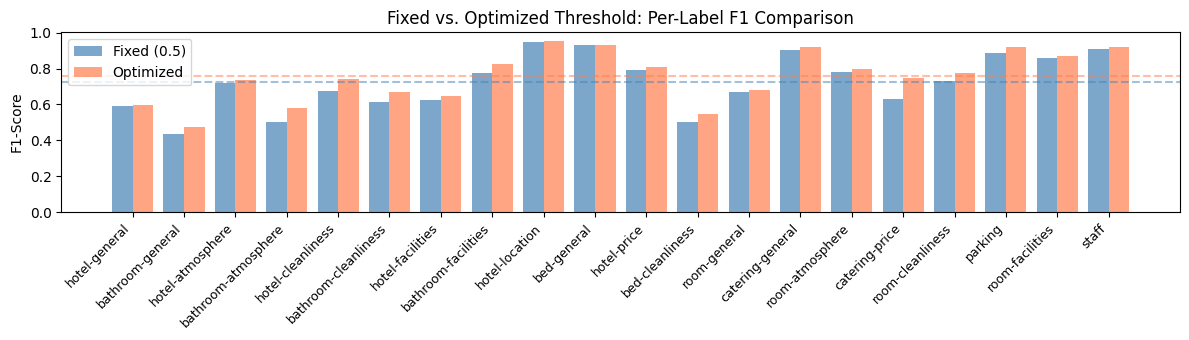 Fixed vs. Optimized Threshold: Per-Label F1 Comparison
Fixed (0.5)
Optimized
F1-Score
1.0
0.8
0.6
0.4
0.2
0.0
hotel-general
bathroom-general
hotel-atmosphere
bathroom-atmosphere
hotel-cleanliness
bathroom-cleanliness
hotel-facilities
bathroom-facilities
hotel-location
bed-general
hotel-price
bed-cleanliness
room-general
catering-general
room-atmosphere
catering-price
room-cleanliness
parking
room-facilities
staff